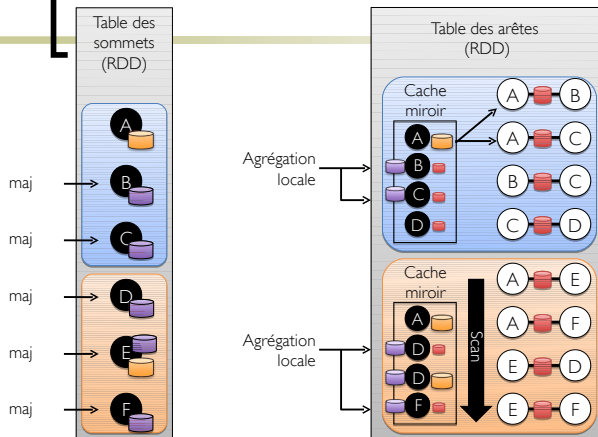 Table des
sommets
(RDD)
A
maj
B
maj
C
maj
D
maj
E
maj
F
Table des arêtes
(RDD)
Cache
miroir
A
B
C
D
Agrégation
locale
A B
A C
B C
C D
Cache
miroir
A
D
D
F
Agrégation
locale
Scan
A E
A F
E D
E F